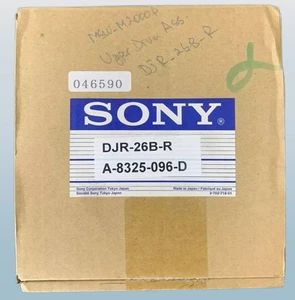 MSW-M2000P
Upper Drum Ass.
DJR-26B-R
046590
SONY
DJR-26B-R
A-8325-096-D
Sony Corporation Tokyo Japan
Made in Japan / Fabriqué au Japon